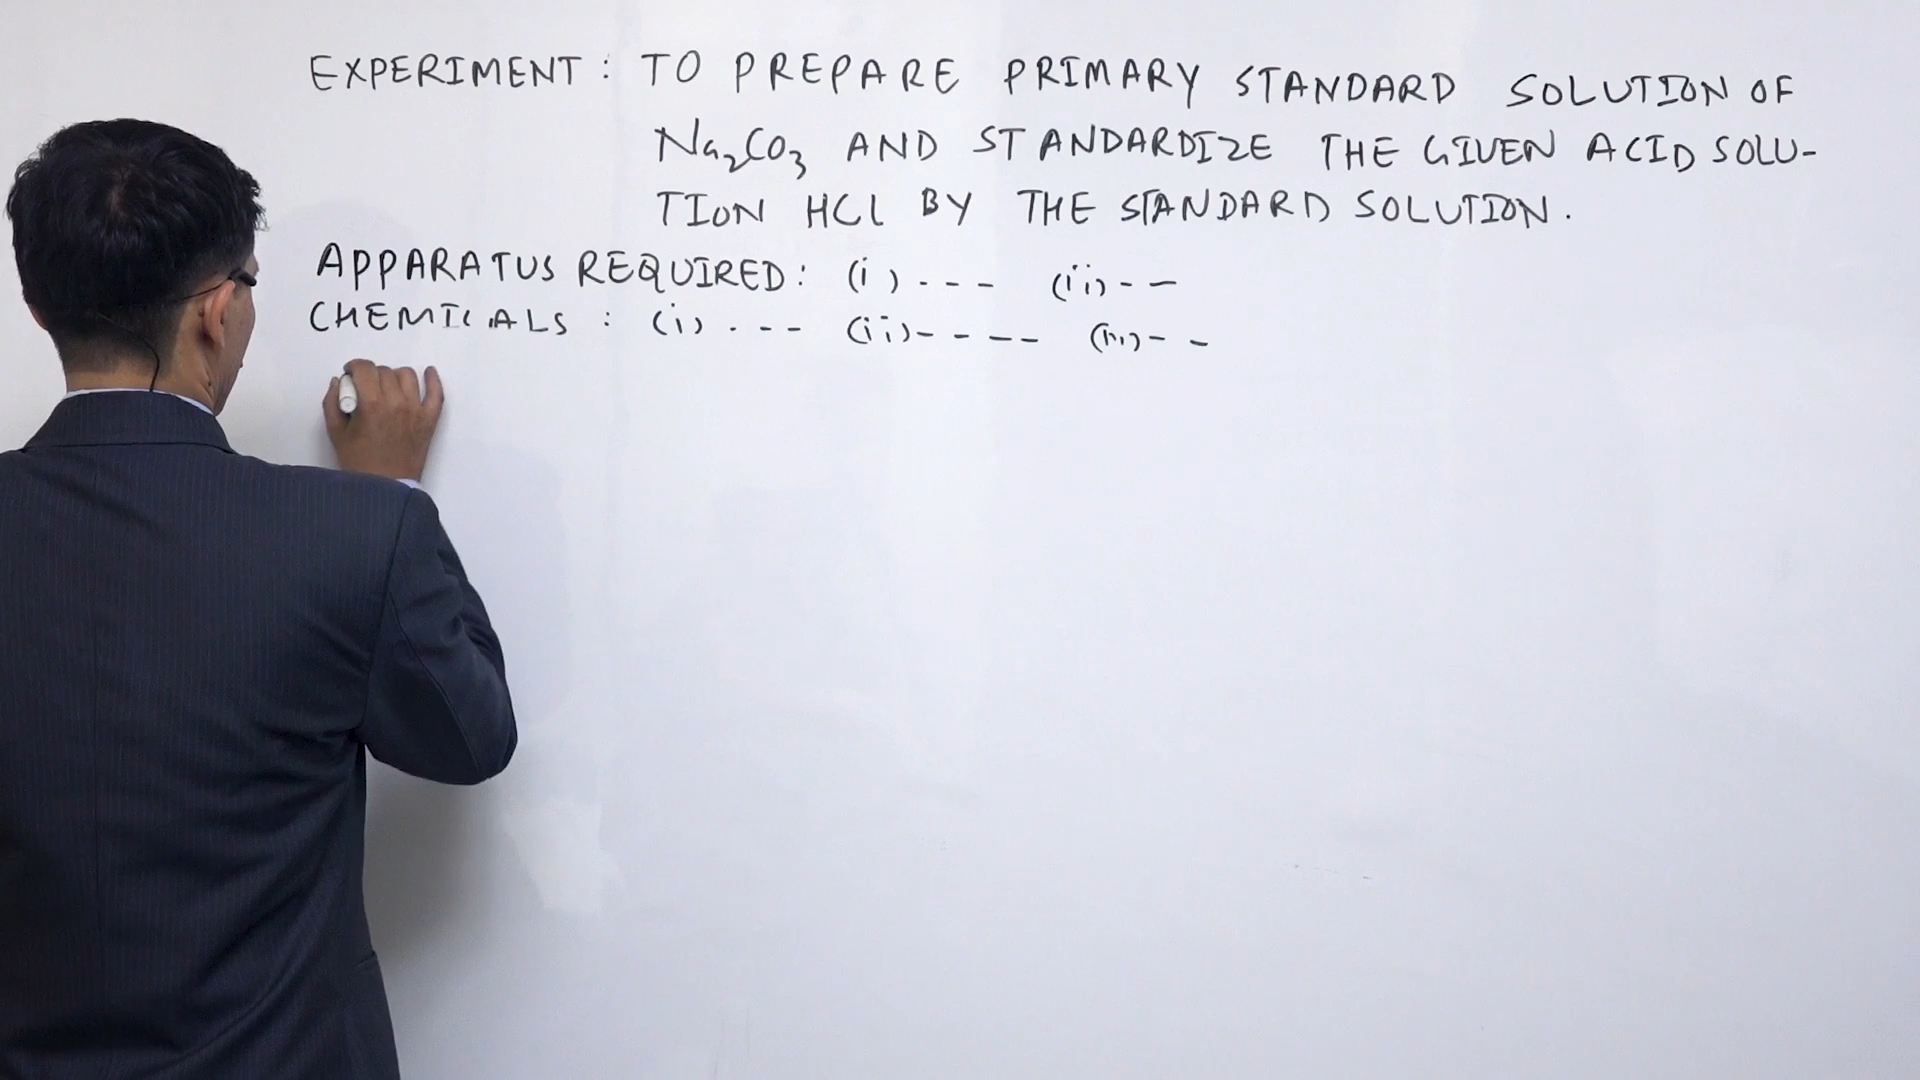 EXPERIMENT : TO PREPARE PRIMARY STANDARD SOLUTION OF
Na₂CO₃ AND STANDARDIZE THE GIVEN ACID SOLU-
TION HCl BY THE STANDARD SOLUTION.
APPARATUS REQUIRED: (i) --- (ii) --
CHEMICALS : (i) --- (ii) ---- (iii) --